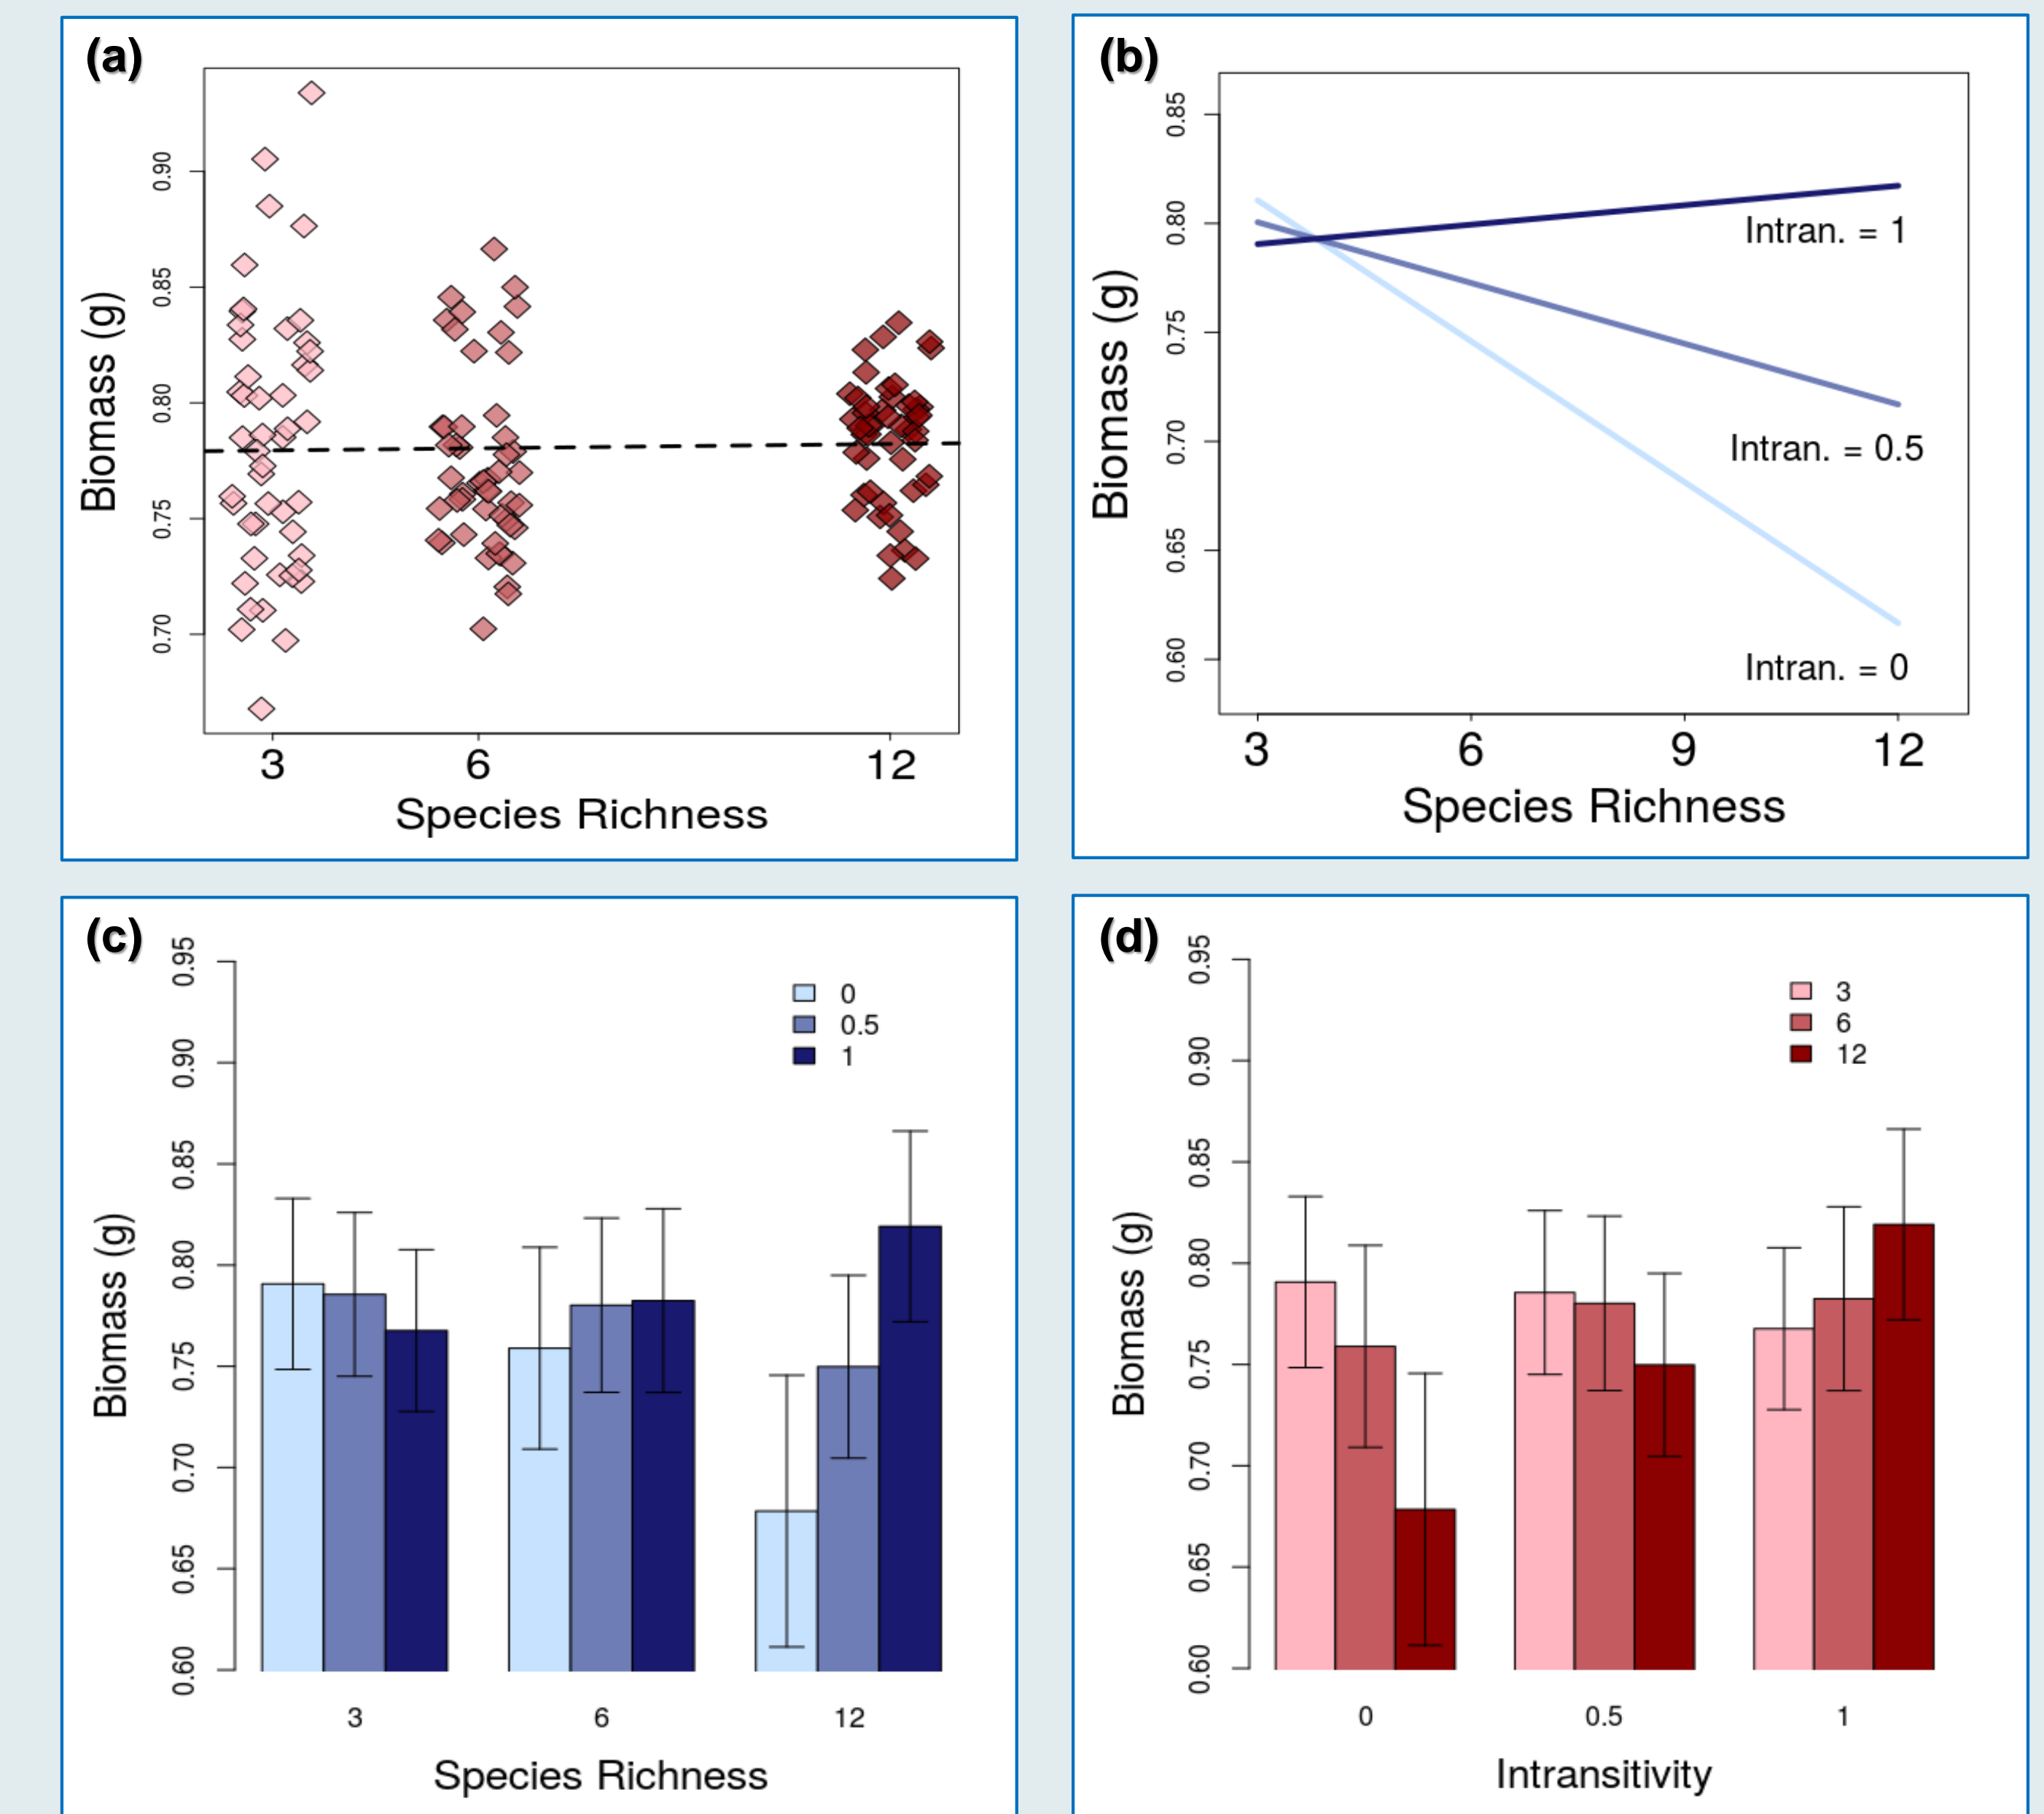 (a)
0.90
0.85
0.80
0.75
0.70
Biomass (g)
3 6 12
Species Richness
(b)
0.85
0.80
0.75
0.70
0.65
0.60
Biomass (g)
Intran. = 1
Intran. = 0.5
Intran. = 0
3 6 9 12
Species Richness
(c)
0.95
0.90
0.85
0.80
0.75
0.70
0.65
0.60
Biomass (g)
0
0.5
1
3 6 12
Species Richness
(d)
0.95
0.90
0.85
0.80
0.75
0.70
0.65
0.60
Biomass (g)
3
6
12
0 0.5 1
Intransitivity